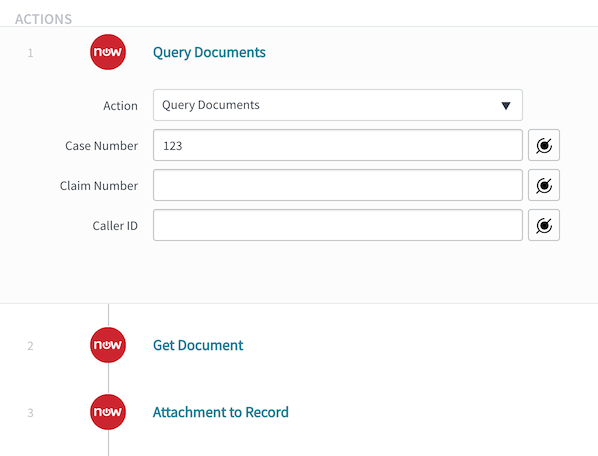 ACTIONS
1 now Query Documents
Action Query Documents
Case Number 123
Claim Number
Caller ID
2 now Get Document
3 now Attachment to Record